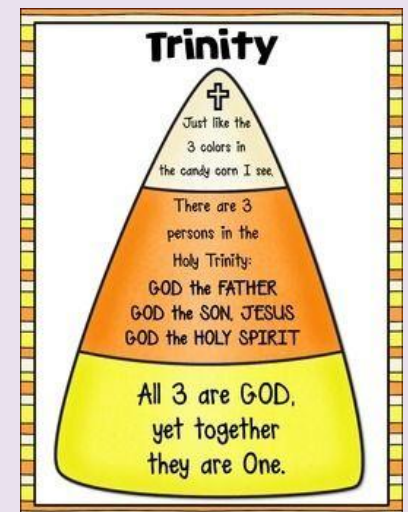 Trinity
Just like the
3 colors in
the candy corn I see,
There are 3
persons in the
Holy Trinity:
GOD the FATHER
GOD the SON, JESUS
GOD the HOLY SPIRIT
All 3 are GOD,
yet together
they are One.